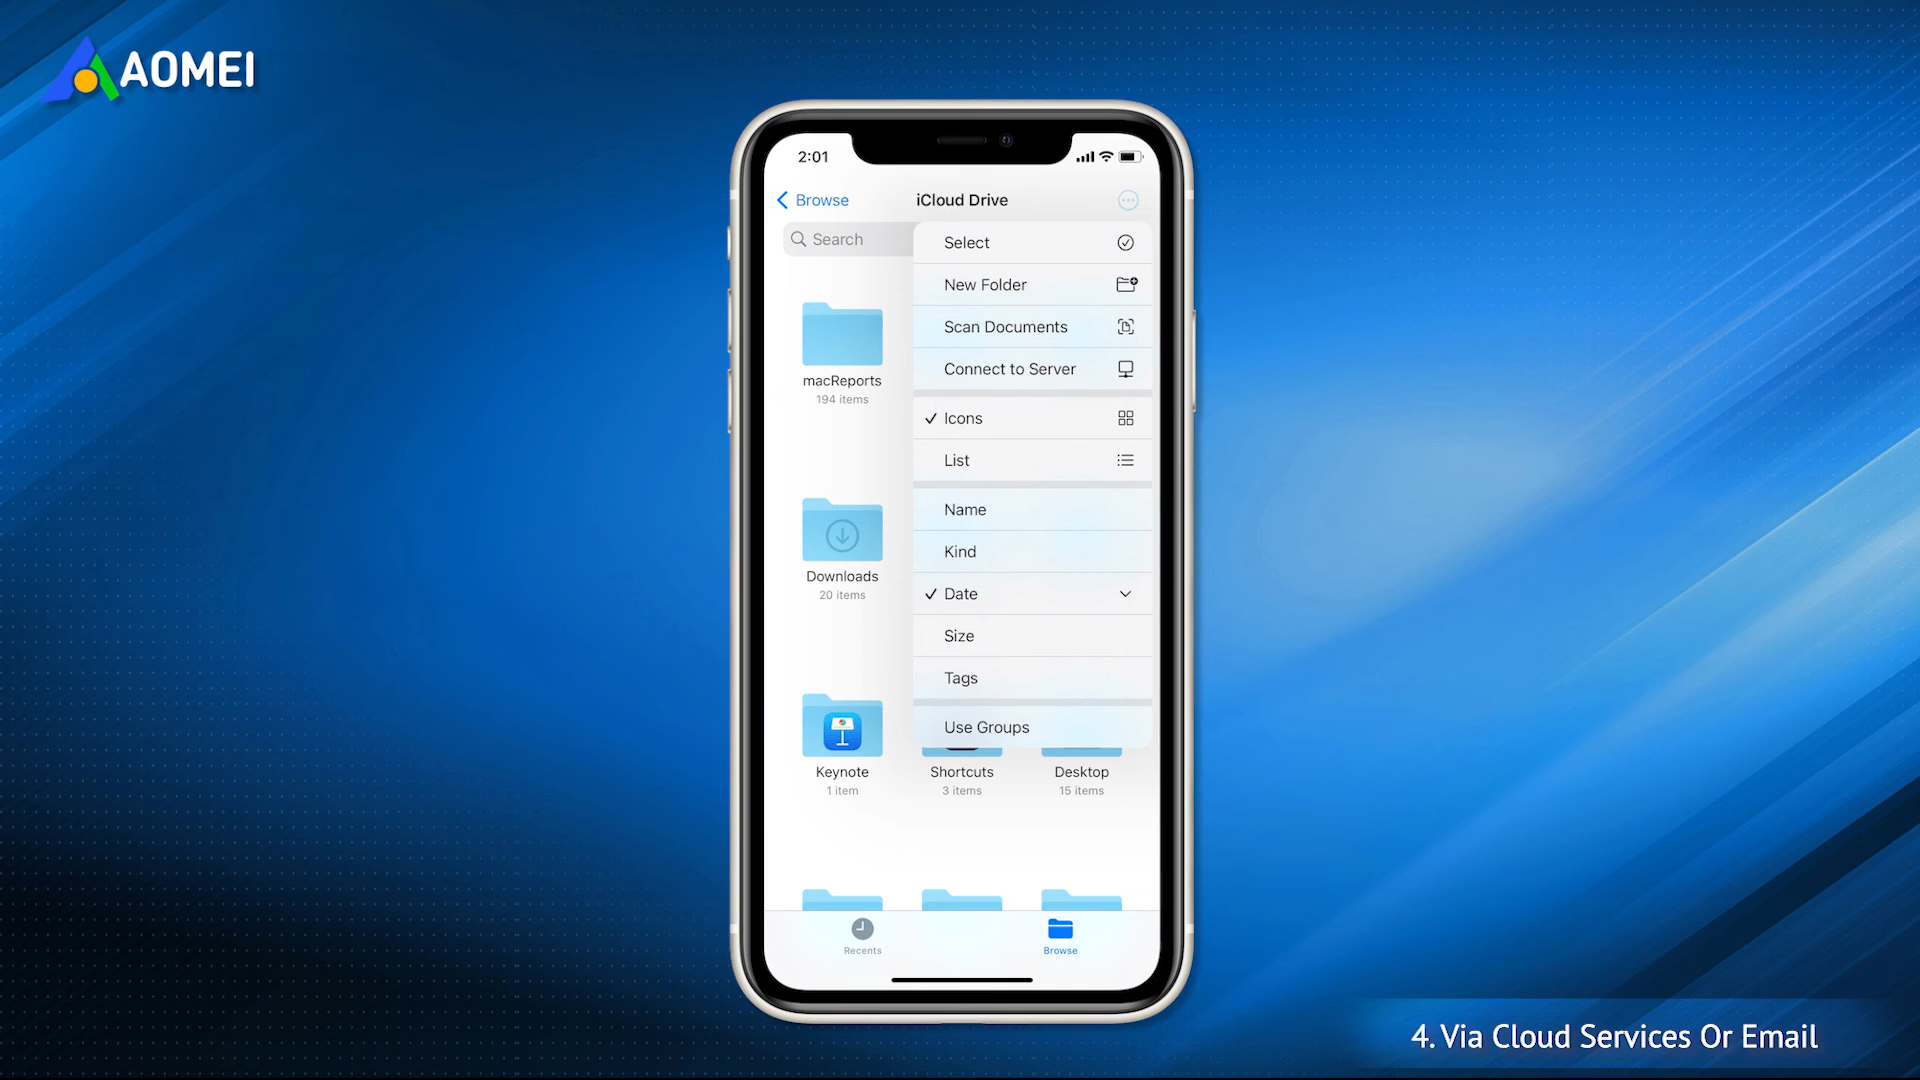 AOMEI
2:01
Browse
iCloud Drive
Search
Select
New Folder
Scan Documents
Connect to Server
Icons
List
Name
Kind
Date
Size
Tags
Use Groups
macReports
194 items
Downloads
20 items
Keynote
1 item
Shortcuts
3 items
Desktop
15 items
Recents
Browse
4. Via Cloud Services Or Email